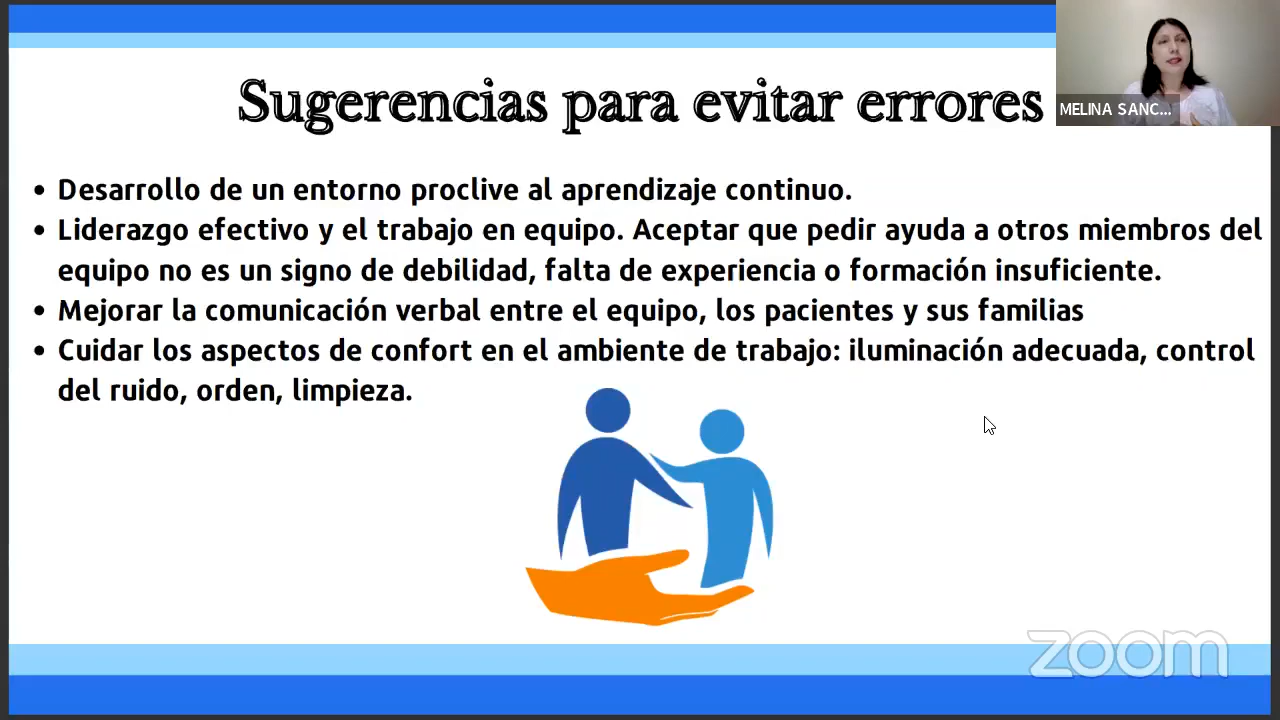 Sugerencias para evitar errores
MELINA SANC...
• Desarrollo de un entorno proclive al aprendizaje continuo.
• Liderazgo efectivo y el trabajo en equipo. Aceptar que pedir ayuda a otros miembros del
equipo no es un signo de debilidad, falta de experiencia o formación insuficiente.
• Mejorar la comunicación verbal entre el equipo, los pacientes y sus familias
• Cuidar los aspectos de confort en el ambiente de trabajo: iluminación adecuada, control
del ruido, orden, limpieza.
zoom